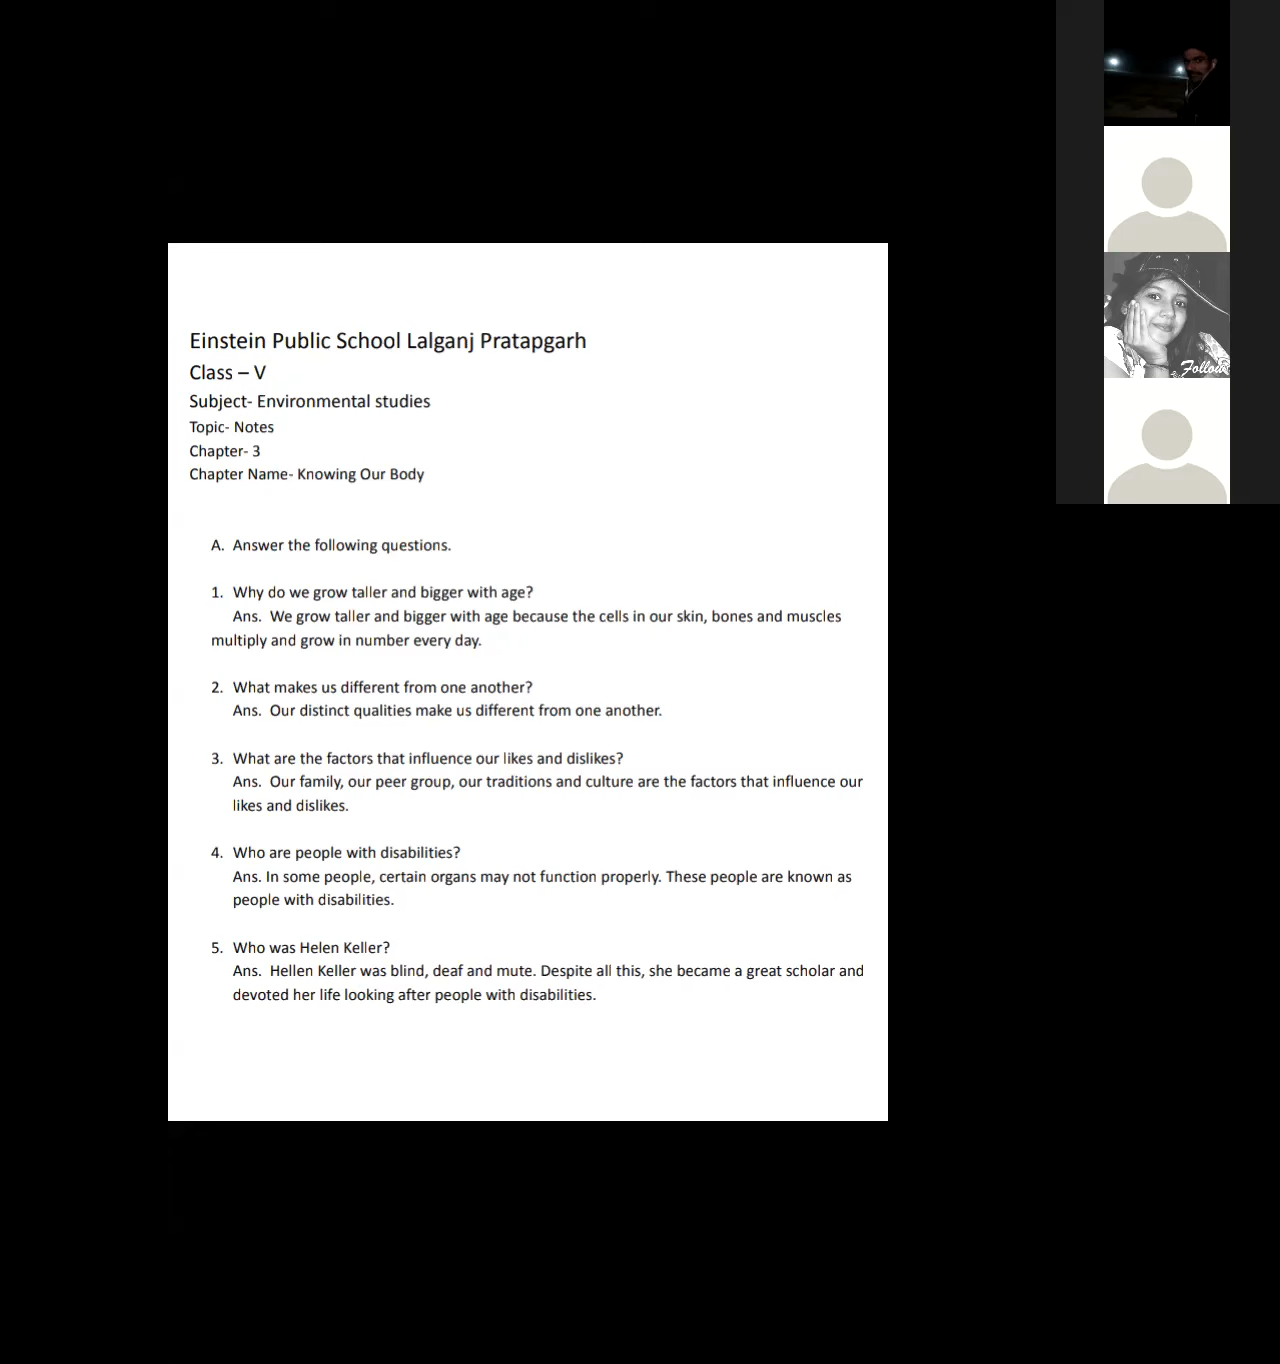 Einstein Public School Lalganj Pratapgarh
Class – V
Subject- Environmental studies
Topic- Notes
Chapter- 3
Chapter Name- Knowing Our Body
A. Answer the following questions.
1. Why do we grow taller and bigger with age?
Ans. We grow taller and bigger with age because the cells in our skin, bones and muscles
multiply and grow in number every day.
2. What makes us different from one another?
Ans. Our distinct qualities make us different from one another.
3. What are the factors that influence our likes and dislikes?
Ans. Our family, our peer group, our traditions and culture are the factors that influence our
likes and dislikes.
4. Who are people with disabilities?
Ans. In some people, certain organs may not function properly. These people are known as
people with disabilities.
5. Who was Helen Keller?
Ans. Hellen Keller was blind, deaf and mute. Despite all this, she became a great scholar and
devoted her life looking after people with disabilities.
Follow